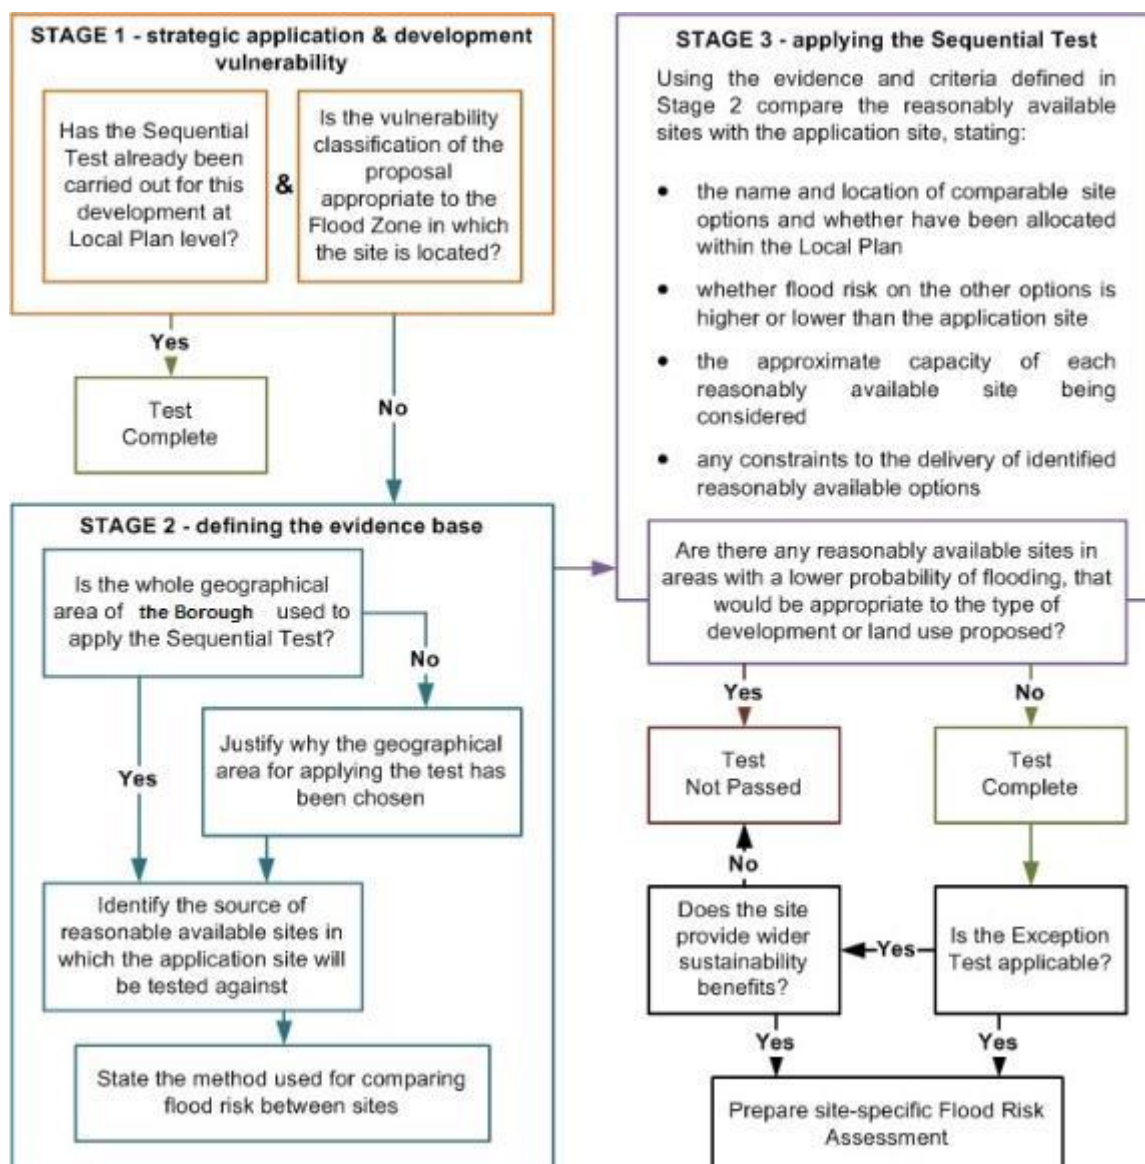 STAGE 1 - strategic application & development
vulnerability
Has the Sequential
Test already been
carried out for this
development at
Local Plan level?
&
Is the vulnerability
classification of the
proposal
appropriate to the
Flood Zone in which
the site is located?
Yes
Test
Complete
No
STAGE 2 - defining the evidence base
Is the whole geographical
area of the Borough used to
apply the Sequential Test?
No
Justify why the geographical
area for applying the test has
been chosen
Yes
Identify the source of
reasonable available sites in
which the application site will
be tested against
State the method used for comparing
flood risk between sites
STAGE 3 - applying the Sequential Test
Using the evidence and criteria defined in
Stage 2 compare the reasonably available
sites with the application site, stating:
• the name and location of comparable site
options and whether have been allocated
within the Local Plan
• whether flood risk on the other options is
higher or lower than the application site
• the approximate capacity of each
reasonably available site being
considered
• any constraints to the delivery of identified
reasonably available options
Are there any reasonably available sites in
areas with a lower probability of flooding, that
would be appropriate to the type of
development or land use proposed?
Yes
No
Test
Not Passed
Test
Complete
No
Does the site
provide wider
sustainability
benefits?
Yes
Is the Exception
Test applicable?
Yes
Yes
Prepare site-specific Flood Risk
Assessment